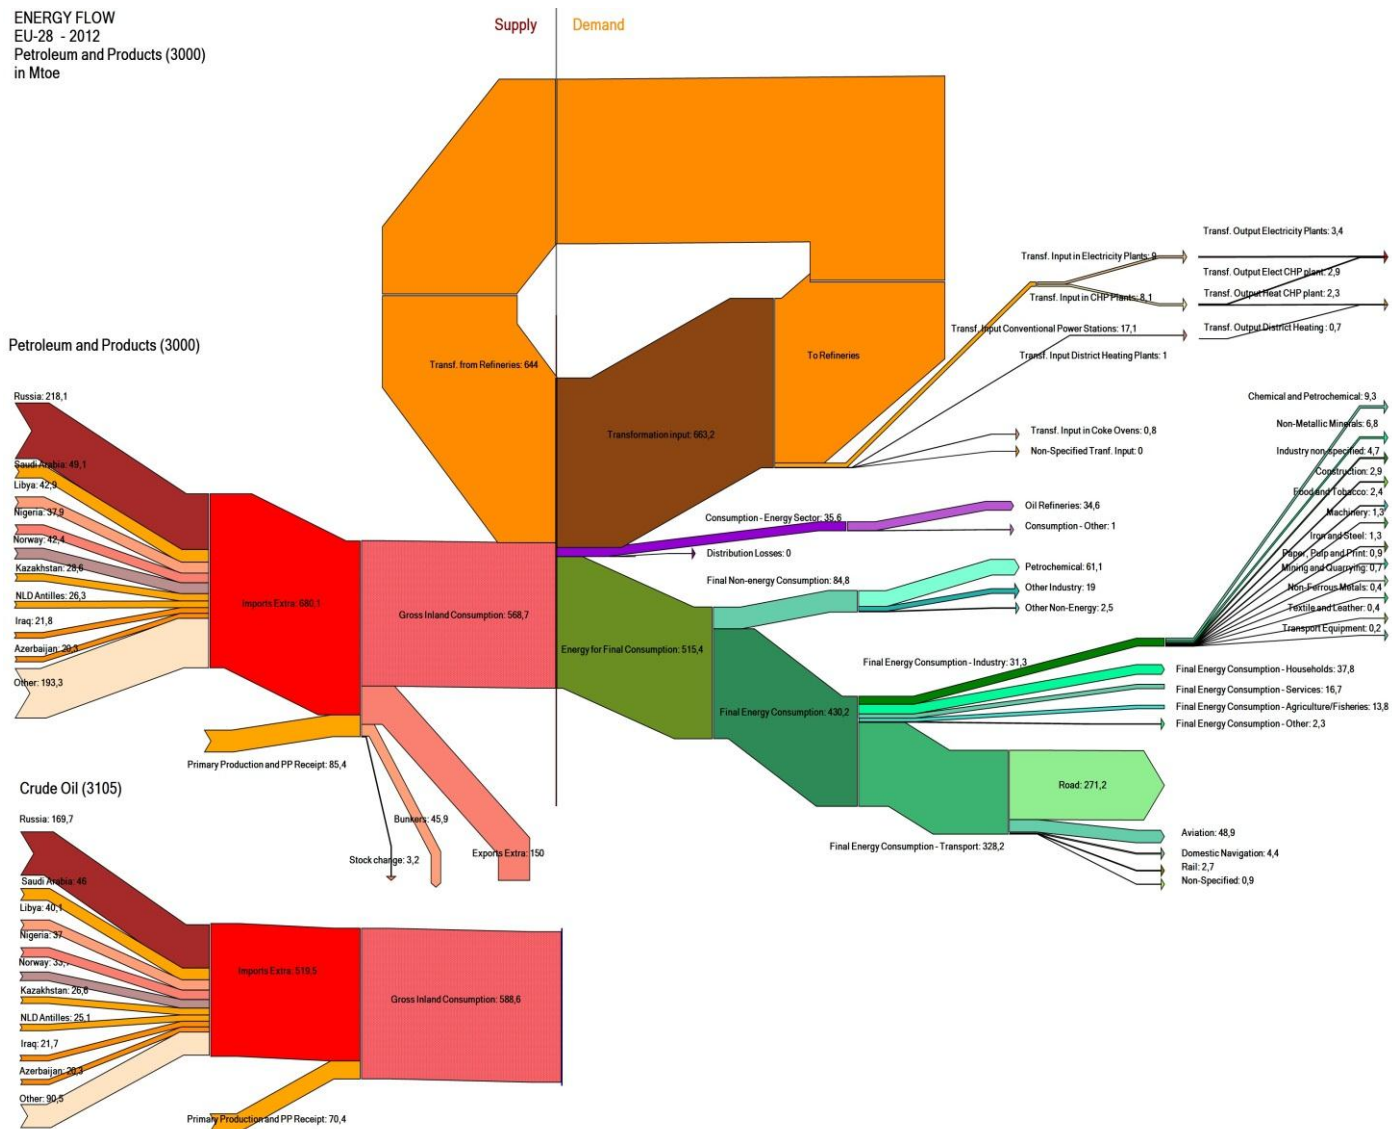 ENERGY FLOW
EU-28 - 2012
Petroleum and Products (3000)
in Mtoe
Supply
Demand
Petroleum and Products (3000)
Russia: 218,1
Saudi Arabia: 49,1
Libya: 42,9
Nigeria: 37,9
Norway: 42,4
Kazakhstan: 28,6
NLD Antilles: 26,3
Iraq: 21,8
Azerbaijan: 20,3
Other: 193,3
Imports Extra: 680,1
Primary Production and PP Receipt: 85,4
Gross Inland Consumption: 568,7
Stock change: 3,2
Bunkers: 45,9
Exports Extra: 150
Transf. from Refineries: 644
Transformation input: 663,2
To Refineries
Transf. Input in Electricity Plants: 9
Transf. Input in CHP Plants: 8,1
Transf. Input Conventional Power Stations: 17,1
Transf. Input District Heating Plants: 1
Transf. Output Electricity Plants: 3,4
Transf. Output Elect CHP plant: 2,9
Transf. Output Heat CHP plant: 2,3
Transf. Output District Heating : 0,7
Transf. Input in Coke Ovens: 0,8
Non-Specified Tranf. Input: 0
Consumption - Energy Sector: 35,6
Oil Refineries: 34,6
Consumption - Other: 1
Distribution Losses: 0
Final Non-energy Consumption: 84,8
Petrochemical: 61,1
Other Industry: 19
Other Non-Energy: 2,5
Energy for Final Consumption: 515,4
Final Energy Consumption: 430,2
Final Energy Consumption - Industry: 31,3
Chemical and Petrochemical: 9,3
Non-Metallic Minerals: 6,8
Industry non-specified: 4,7
Construction: 2,9
Food and Tobacco: 2,4
Machinery: 1,3
Iron and Steel: 1,3
Paper, Pulp and Print: 0,9
Mining and Quarrying: 0,7
Non-Ferrous Metals: 0,4
Textile and Leather: 0,4
Transport Equipment: 0,2
Final Energy Consumption - Households: 37,8
Final Energy Consumption - Services: 16,7
Final Energy Consumption - Agriculture/Fisheries: 13,8
Final Energy Consumption - Other: 2,3
Final Energy Consumption - Transport: 328,2
Road: 271,2
Aviation: 48,9
Domestic Navigation: 4,4
Rail: 2,7
Non-Specified: 0,9
Crude Oil (3105)
Russia: 169,7
Saudi Arabia: 46
Libya: 40,1
Nigeria: 37
Norway:
Kazakhstan: 26,6
NLD Antilles: 25,1
Iraq: 21,7
Azerbaijan: 20,3
Other: 90,5
Imports Extra: 519,5
Gross Inland Consumption: 588,6
Primary Production and PP Receipt: 70,4